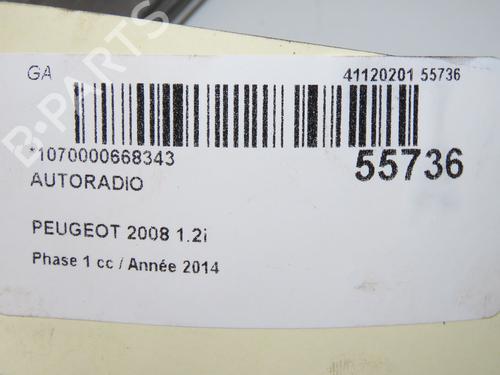 GA 41120201 55736
*1070000668343 55736
AUTORADIO
PEUGEOT 2008 1.2i
Phase 1 cc / Année 2014
B-PARTS